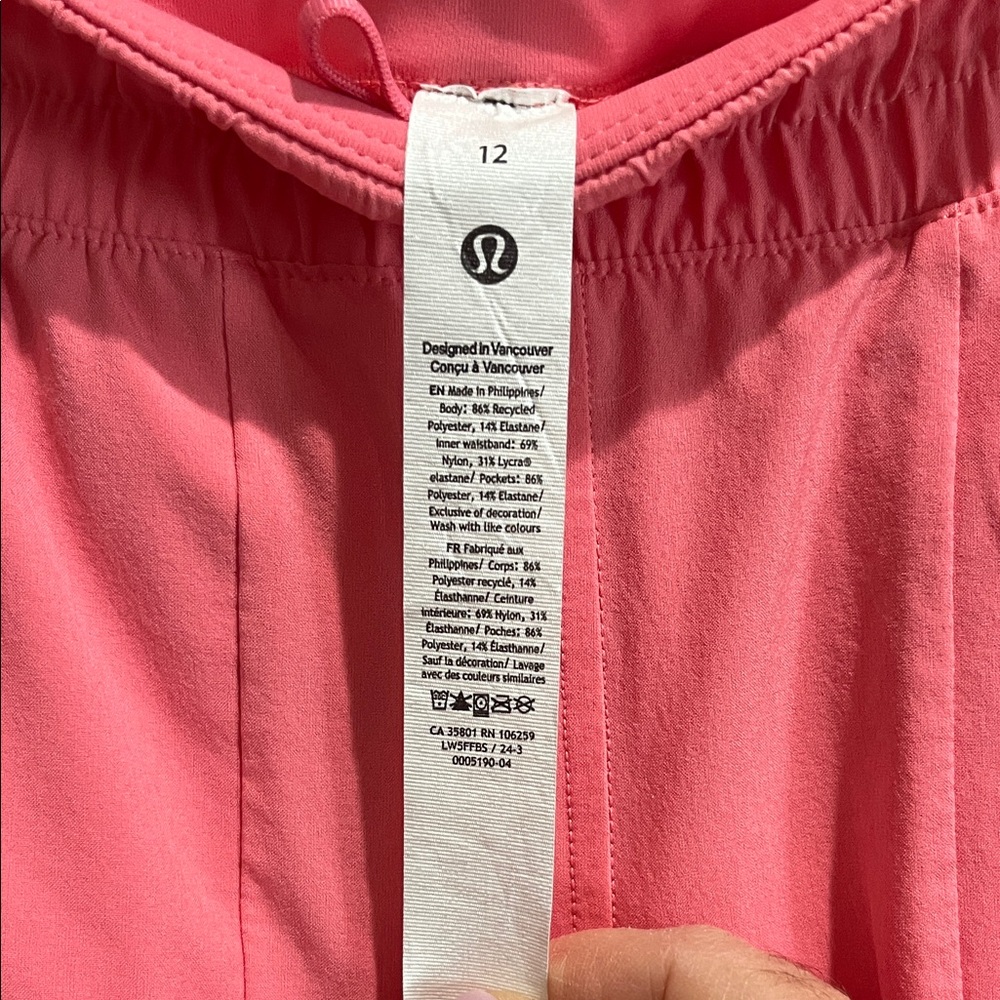 12
Designed in Vancouver
Conçu à Vancouver
EN Made in Philippines/
Body: 86% Recycled
Polyester, 14% Elastane/
Inner waistband: 69%
Nylon, 31% Lycra®
elastane/ Pockets: 86%
Polyester, 14% Elastane/
Exclusive of decoration/
Wash with like colours
FR Fabriqué aux
Philippines/ Corps: 86%
Polyester recyclé, 14%
Élasthanne/ Ceinture
intérieure: 69% Nylon, 31%
Élasthanne/ Poches: 86%
Polyester, 14% Élasthanne/
Sauf la décoration/ Lavage
avec des couleurs similaires
CA 35801 RN 106259
LW5FFBS / 24-3
0005190-04